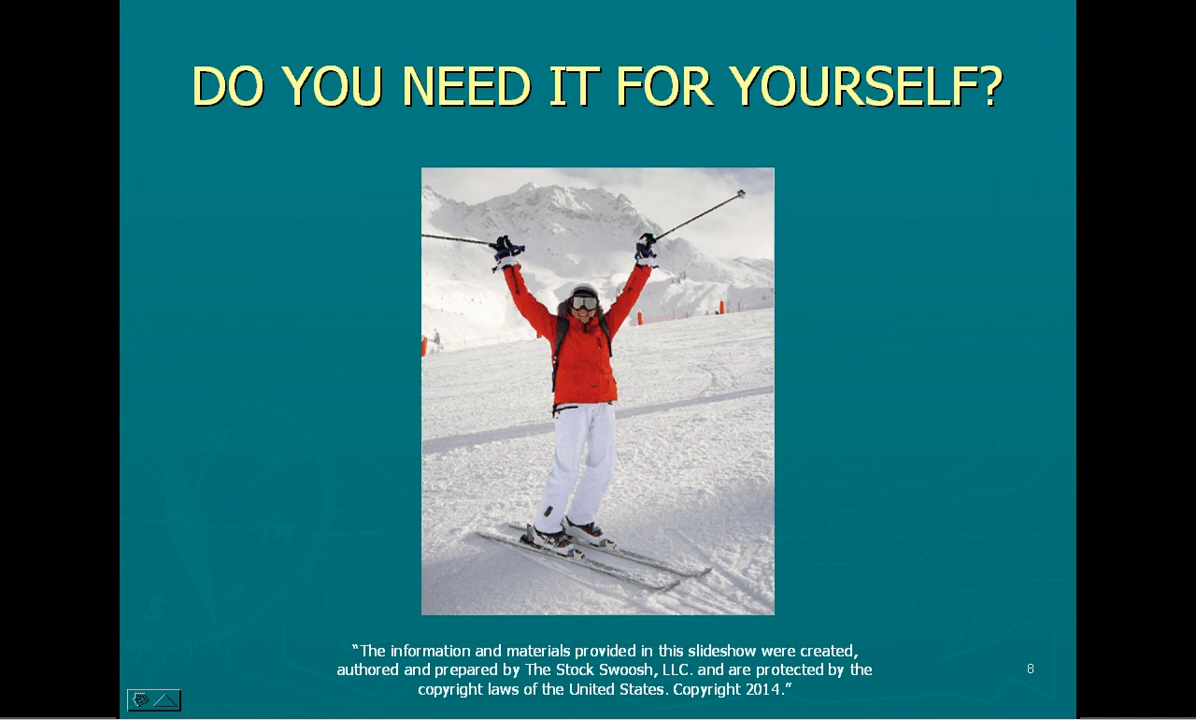 DO YOU NEED IT FOR YOURSELF?
“The information and materials provided in this slideshow were created,
authored and prepared by The Stock Swoosh, LLC. and are protected by the
copyright laws of the United States. Copyright 2014.”
8